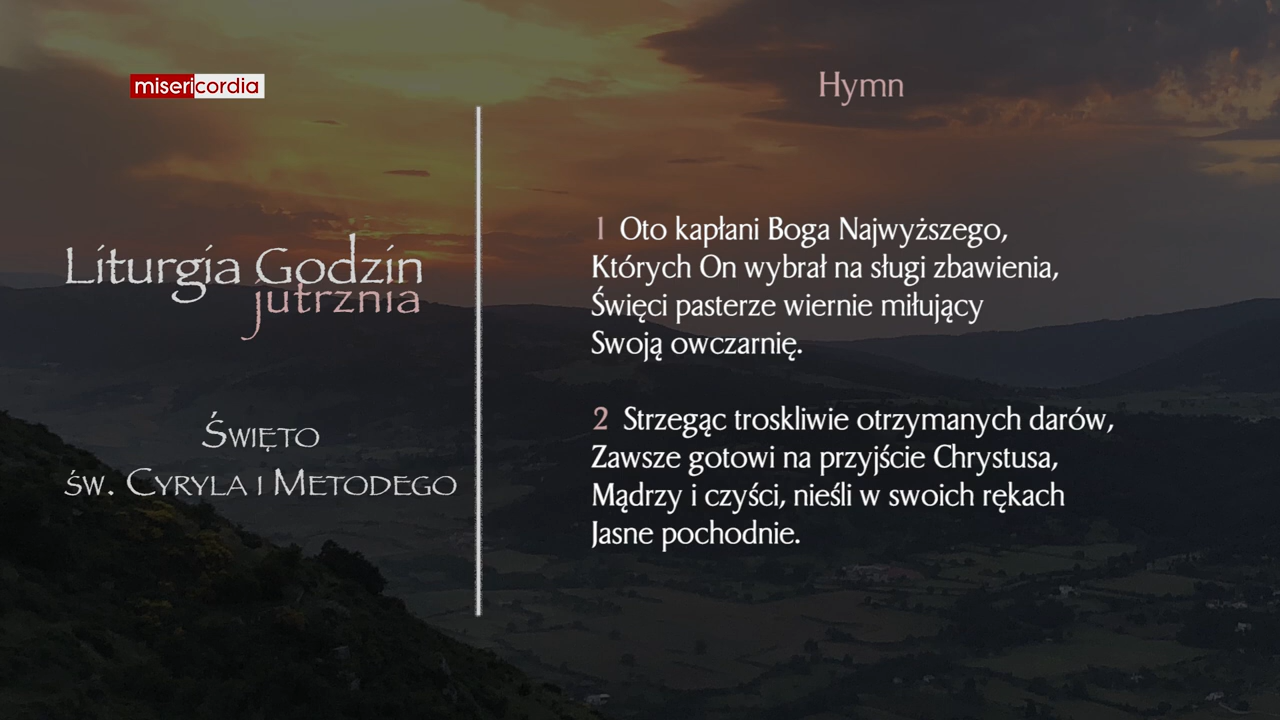 misericordia
Liturgia Godzin
jutrznia
Święto
św. Cyryla i Metodego
Hymn
1 Oto kapłani Boga Najwyższego,
Których On wybrał na sługi zbawienia,
Święci pasterze wiernie miłujący
Swoją owczarnię.
2 Strzegąc troskliwie otrzymanych darów,
Zawsze gotowi na przyjście Chrystusa,
Mądrzy i czyści, nieśli w swoich rękach
Jasne pochodnie.